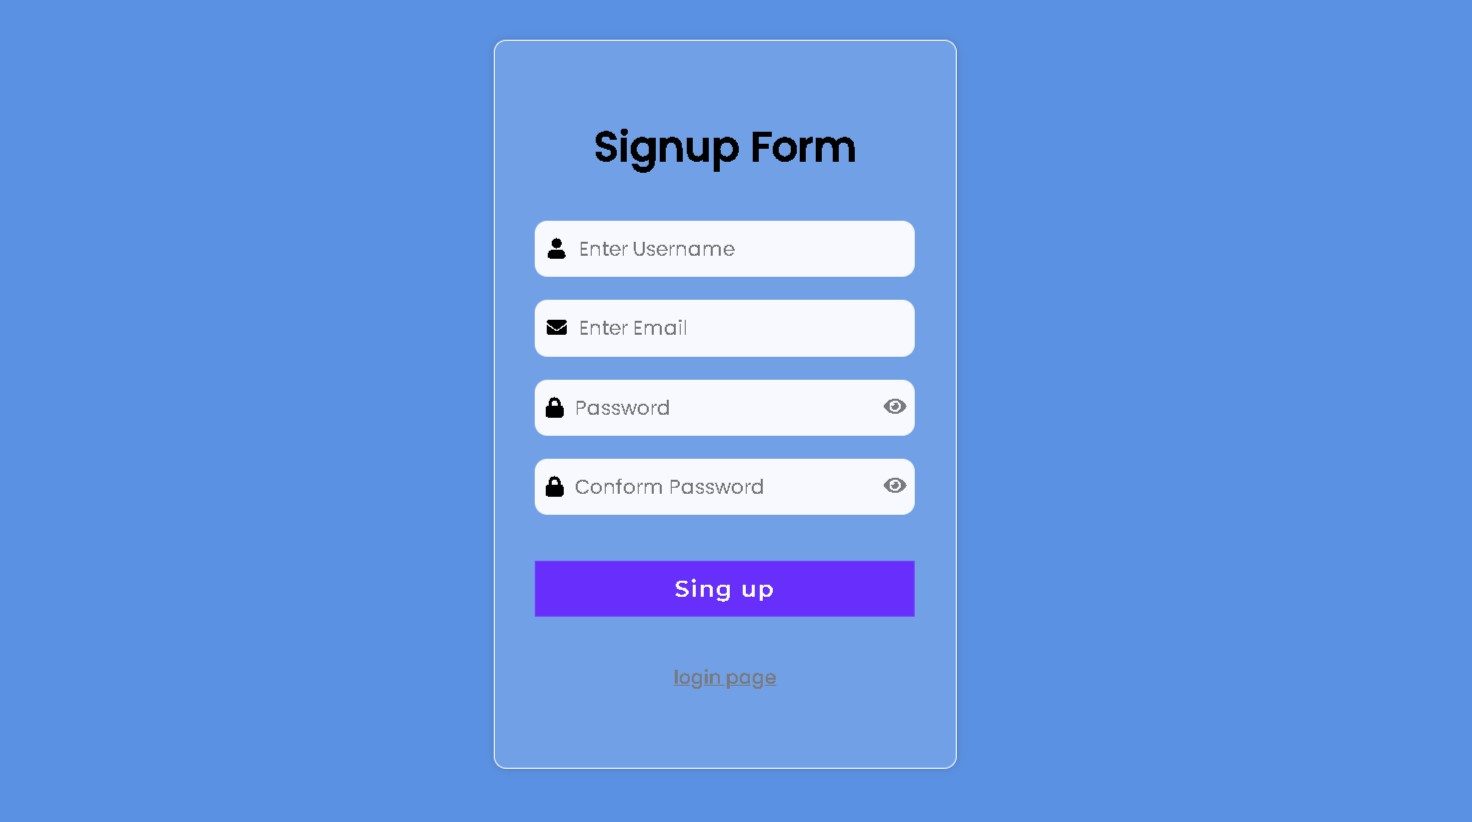 Signup Form
Enter Username
Enter Email
Password
Conform Password
Sing up
login page